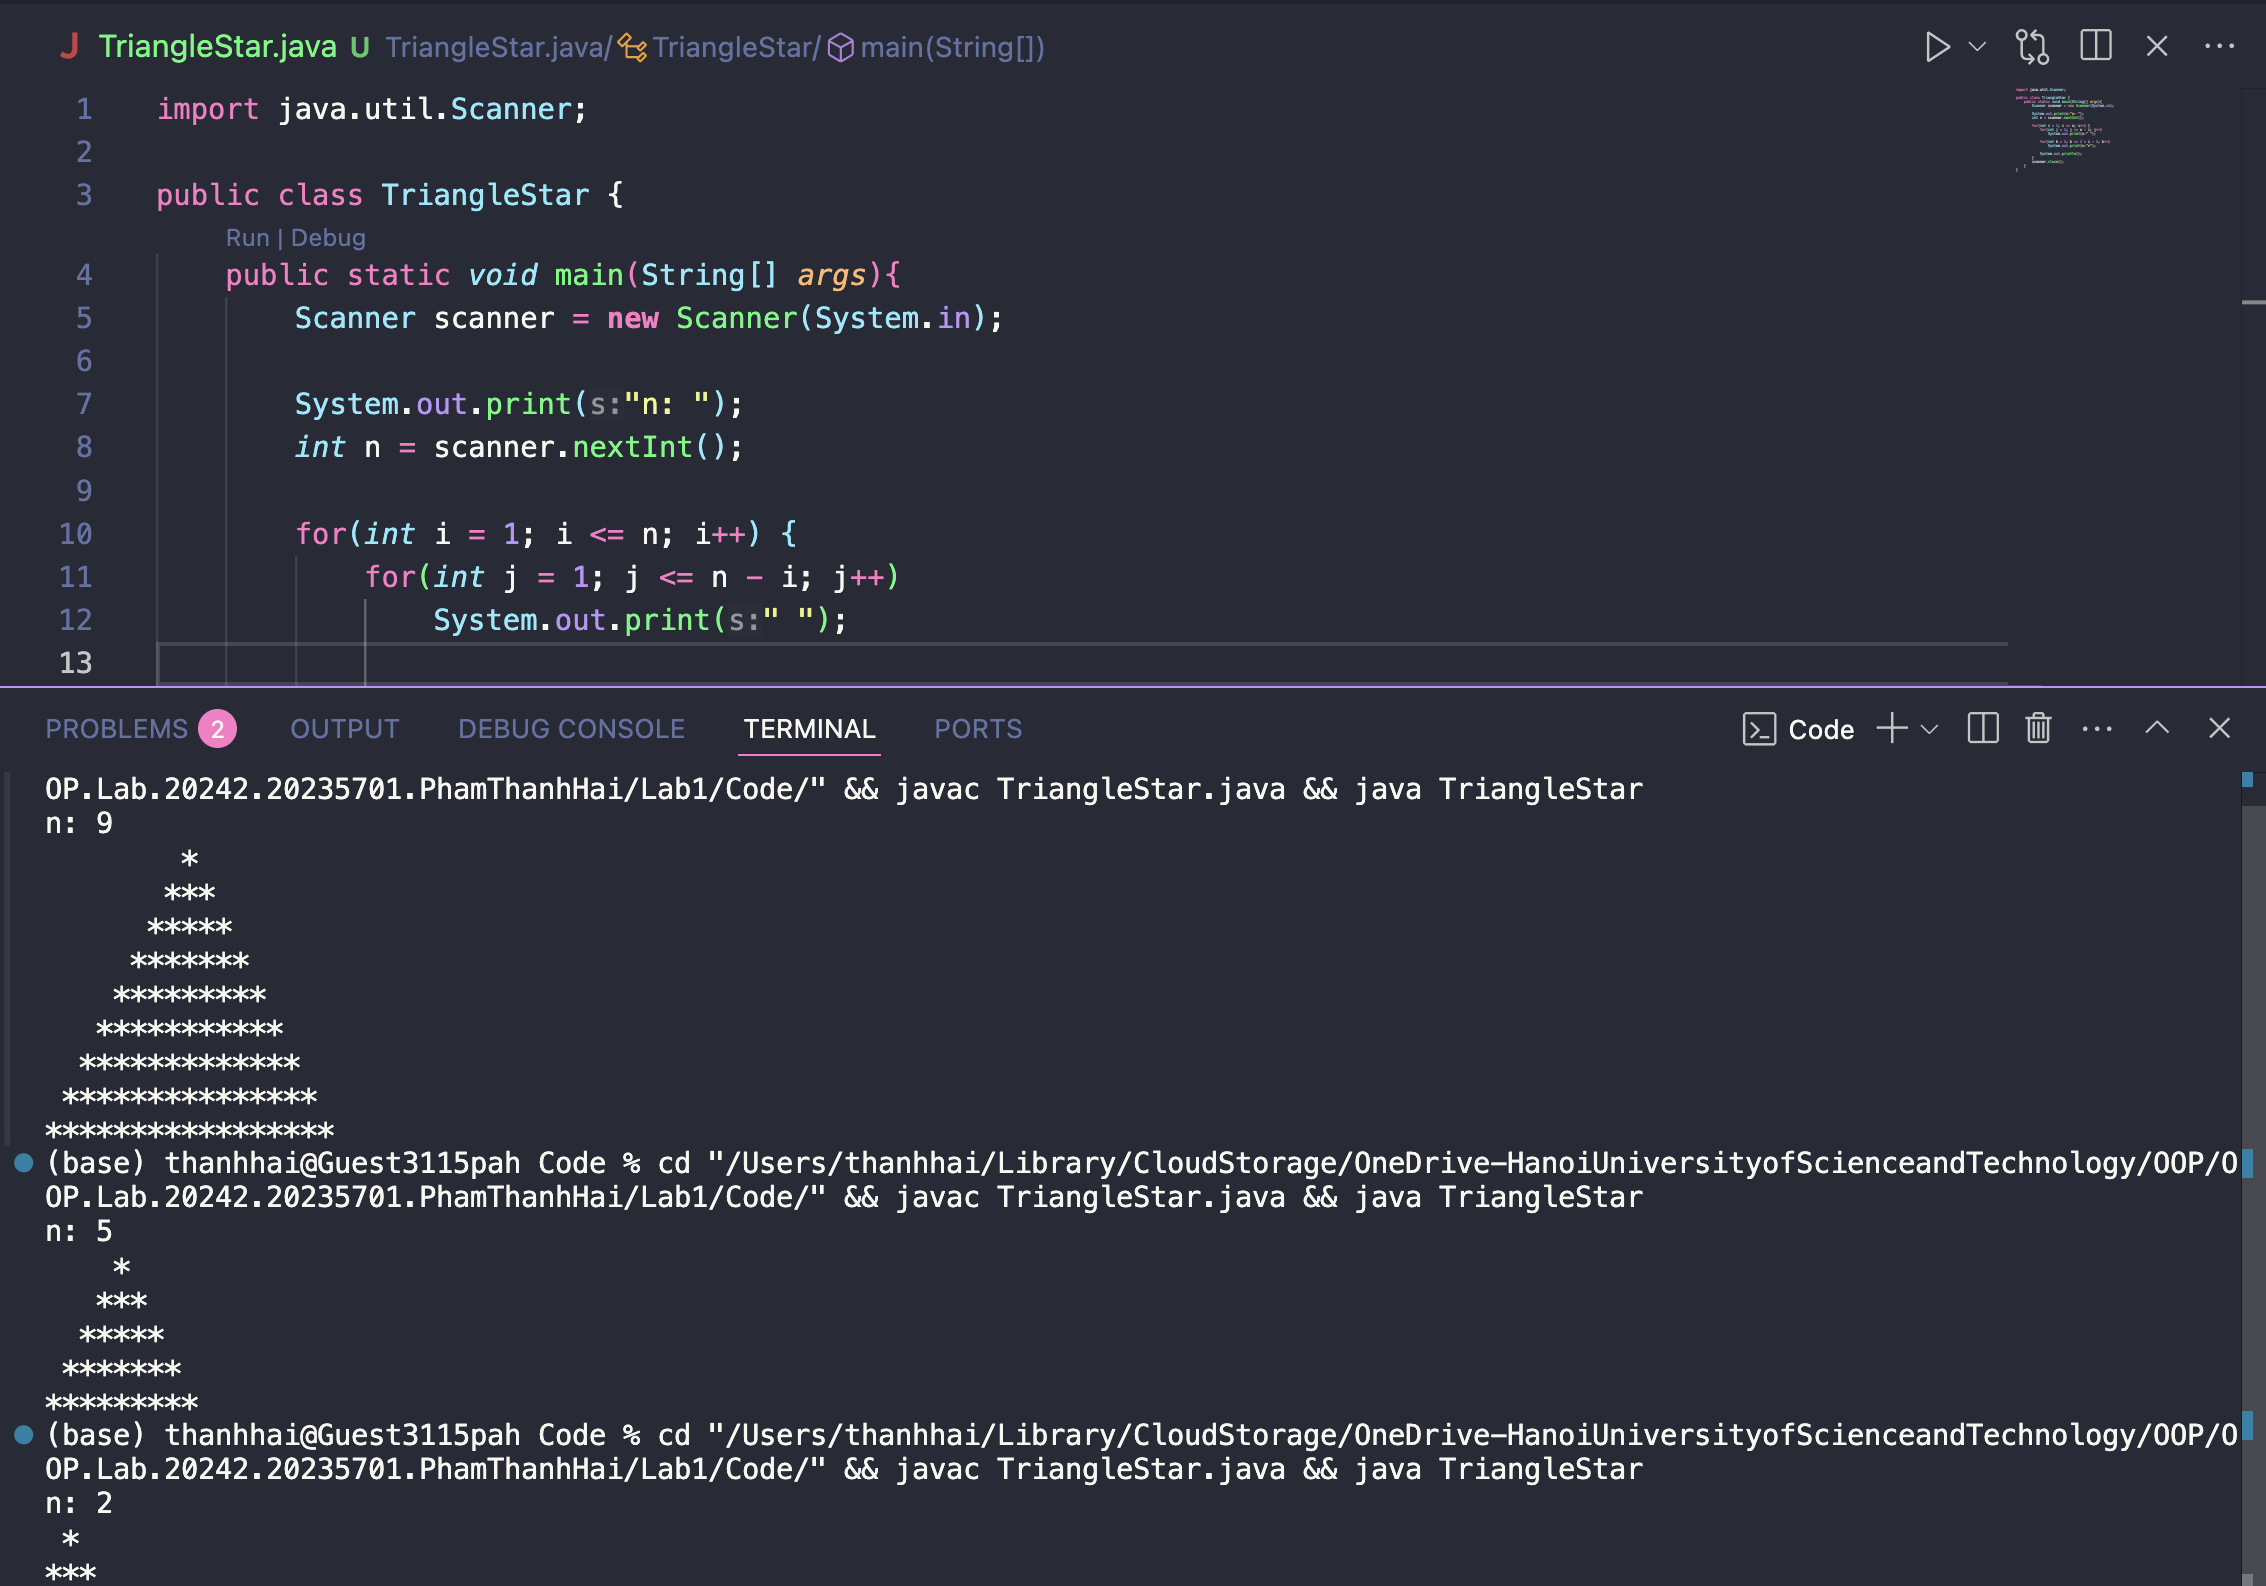 J TriangleStar.java U TriangleStar.java/ TriangleStar/ main(String[])
1 import java.util.Scanner;
2
3 public class TriangleStar {
Run | Debug
4 public static void main(String[] args){
5 Scanner scanner = new Scanner(System.in);
6
7 System.out.print(s:"n: ");
8 int n = scanner.nextInt();
9
10 for(int i = 1; i <= n; i++) {
11 for(int j = 1; j <= n - i; j++)
12 System.out.print(s:" ");
13
PROBLEMS 2 OUTPUT DEBUG CONSOLE TERMINAL PORTS Code
OP.Lab.20242.20235701.PhamThanhHai/Lab1/Code/" && javac TriangleStar.java && java TriangleStar
n: 9
        *
       ***
      *****
     *******
    *********
   ***********
  *************
 ***************
*****************
(base) thanhhai@Guest3115pah Code % cd "/Users/thanhhai/Library/CloudStorage/OneDrive-HanoiUniversityofScienceandTechnology/OOP/O
OP.Lab.20242.20235701.PhamThanhHai/Lab1/Code/" && javac TriangleStar.java && java TriangleStar
n: 5
    *
   ***
  *****
 *******
*********
(base) thanhhai@Guest3115pah Code % cd "/Users/thanhhai/Library/CloudStorage/OneDrive-HanoiUniversityofScienceandTechnology/OOP/O
OP.Lab.20242.20235701.PhamThanhHai/Lab1/Code/" && javac TriangleStar.java && java TriangleStar
n: 2
 *
***